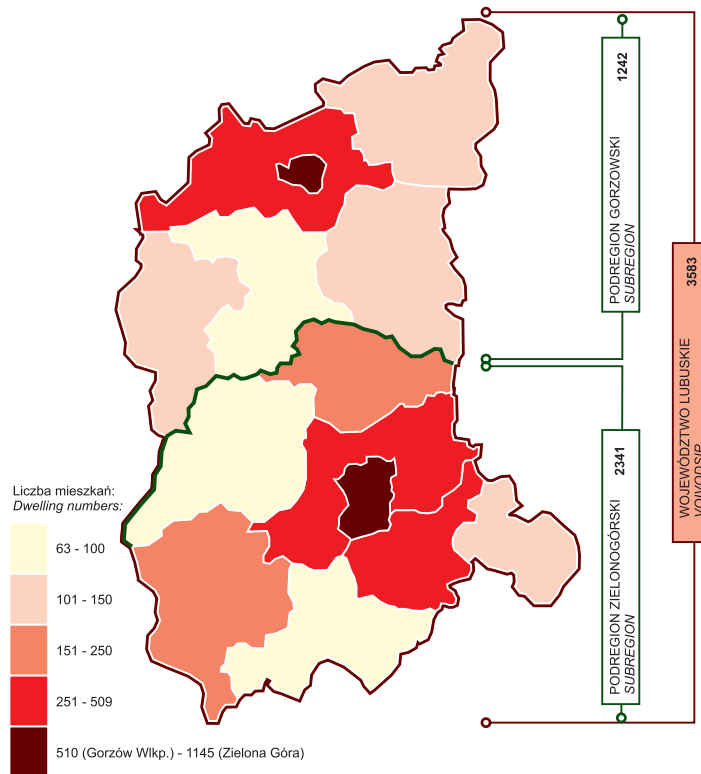 1242
PODREGION GORZOWSKI
SUBREGION
3583
WOJEWÓDZTWO LUBUSKIE
VOIVODSIP
2341
PODREGION ZIELONOGÓRSKI
SUBREGION
Liczba mieszkań:
Dwelling numbers:
63 - 100
101 - 150
151 - 250
251 - 509
510 (Gorzów Wlkp.) - 1145 (Zielona Góra)